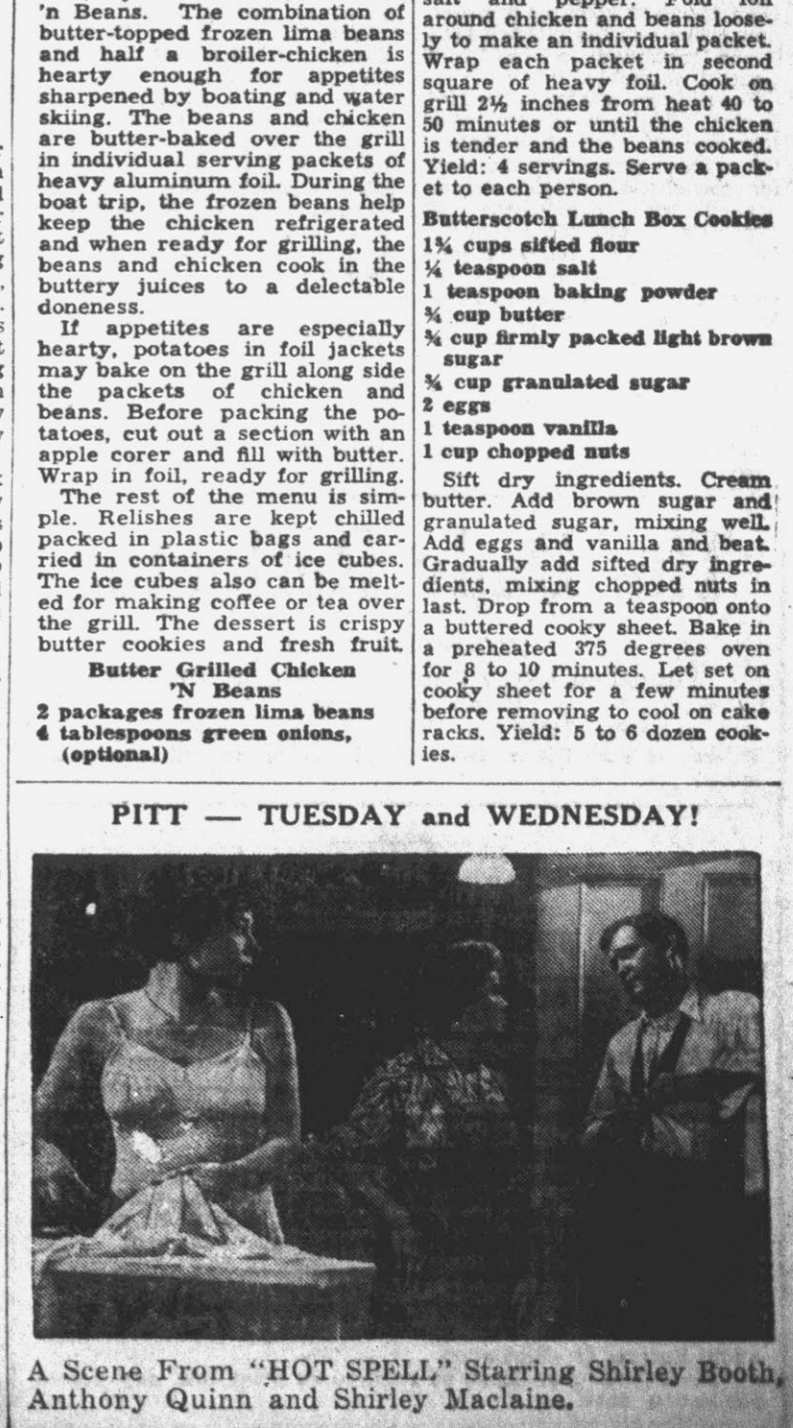 'n Beans. The combination of
butter-topped frozen lima beans
and half a broiler-chicken is
hearty enough for appetites
sharpened by boating and water
skiing. The beans and chicken
are butter-baked over the grill
in individual serving packets of
heavy aluminum foil. During the
boat trip, the frozen beans help
keep the chicken refrigerated
and when ready for grilling, the
beans and chicken cook in the
buttery juices to a delectable
doneness.
If appetites are especially
hearty, potatoes in foil jackets
may bake on the grill along side
the packets of chicken and
beans. Before packing the po-
tatoes, cut out a section with an
apple corer and fill with butter.
Wrap in foil, ready for grilling.
The rest of the menu is sim-
ple. Relishes are kept chilled
packed in plastic bags and car-
ried in containers of ice cubes.
The ice cubes also can be melt-
ed for making coffee or tea over
the grill. The dessert is crispy
butter cookies and fresh fruit.
Butter Grilled Chicken
'N Beans
2 packages frozen lima beans
4 tablespoons green onions,
(optional)
salt and pepper. Fold foil
around chicken and beans loose-
ly to make an individual packet.
Wrap each packet in second
square of heavy foil. Cook on
grill 2½ inches from heat 40 to
50 minutes or until the chicken
is tender and the beans cooked.
Yield: 4 servings. Serve a pack-
et to each person.
Butterscotch Lunch Box Cookies
1¾ cups sifted flour
¼ teaspoon salt
1 teaspoon baking powder
¾ cup butter
¾ cup firmly packed light brown
sugar
¾ cup granulated sugar
2 eggs
1 teaspoon vanilla
1 cup chopped nuts
Sift dry ingredients. Cream
butter. Add brown sugar and
granulated sugar, mixing well.
Add eggs and vanilla and beat.
Gradually add sifted dry ingre-
dients, mixing chopped nuts in
last. Drop from a teaspoon onto
a buttered cooky sheet. Bake in
a preheated 375 degrees oven
for 8 to 10 minutes. Let set on
cooky sheet for a few minutes
before removing to cool on cake
racks. Yield: 5 to 6 dozen cook-
ies.
PITT — TUESDAY and WEDNESDAY!
A Scene From "HOT SPELL" Starring Shirley Booth,
Anthony Quinn and Shirley Maclaine.